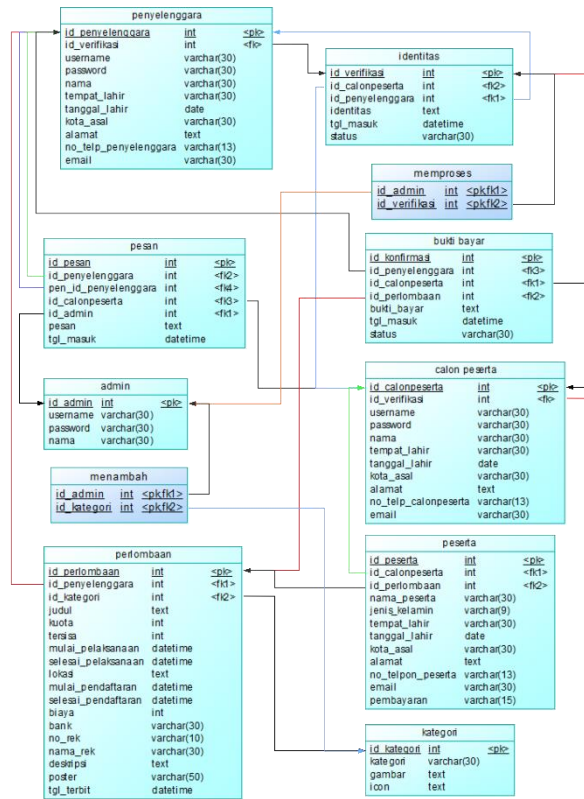 penyelenggara
id_penyelenggara int <pk>
id_verifikasi int <fk>
username varchar(30)
password varchar(30)
nama varchar(30)
tempat_lahir varchar(30)
tanggal_lahir date
kota_asal varchar(30)
alamat text
no_telp_penyelenggara varchar(13)
email varchar(30)
identitas
id_verifikasi int <pk>
id_calonpeserta int <fk2>
id_penyelenggara int <fk1>
identitas text
tgl_masuk datetime
status varchar(30)
memproses
id_admin int <pk,fk1>
id_verifikasi int <pk,fk2>
pesan
id_pesan int <pk>
id_penyelenggara int <fk2>
pen_id_penyelenggara int <fk4>
id_calonpeserta int <fk3>
id_admin int <fk1>
pesan text
tgl_masuk datetime
bukti bayar
id_konfirmasi int <pk>
id_penyelenggara int <fk3>
id_calonpeserta int <fk1>
id_perlombaan int <fk2>
bukti_bayar text
tgl_masuk datetime
status varchar(30)
admin
id_admin int <pk>
username varchar(30)
password varchar(30)
nama varchar(30)
calon peserta
id_calonpeserta int <pk>
id_verifikasi int <fk>
username varchar(30)
password varchar(30)
nama varchar(30)
tempat_lahir varchar(30)
tanggal_lahir date
kota_asal varchar(30)
alamat text
no_telp_calonpeserta varchar(13)
email varchar(30)
menambah
id_admin int <pk,fk1>
id_kategori int <pk,fk2>
perlombaan
id_perlombaan int <pk>
id_penyelenggara int <fk1>
id_kategori int <fk2>
judul text
kuota int
tersisa int
mulai_pelaksanaan datetime
selesai_pelaksanaan datetime
lokasi text
mulai_pendaftaran datetime
selesai_pendaftaran datetime
biaya int
bank varchar(30)
no_rek varchar(10)
nama_rek varchar(30)
deskripsi text
poster varchar(50)
tgl_terbit datetime
peserta
id_peserta int <pk>
id_calonpeserta int <fk1>
id_perlombaan int <fk2>
nama_peserta varchar(30)
jenis_kelamin varchar(9)
tempat_lahir varchar(30)
tanggal_lahir date
kota_asal varchar(30)
alamat text
no_telpon_peserta varchar(13)
email varchar(30)
pembayaran varchar(15)
kategori
id_kategori int <pk>
kategori varchar(30)
gambar text
icon text